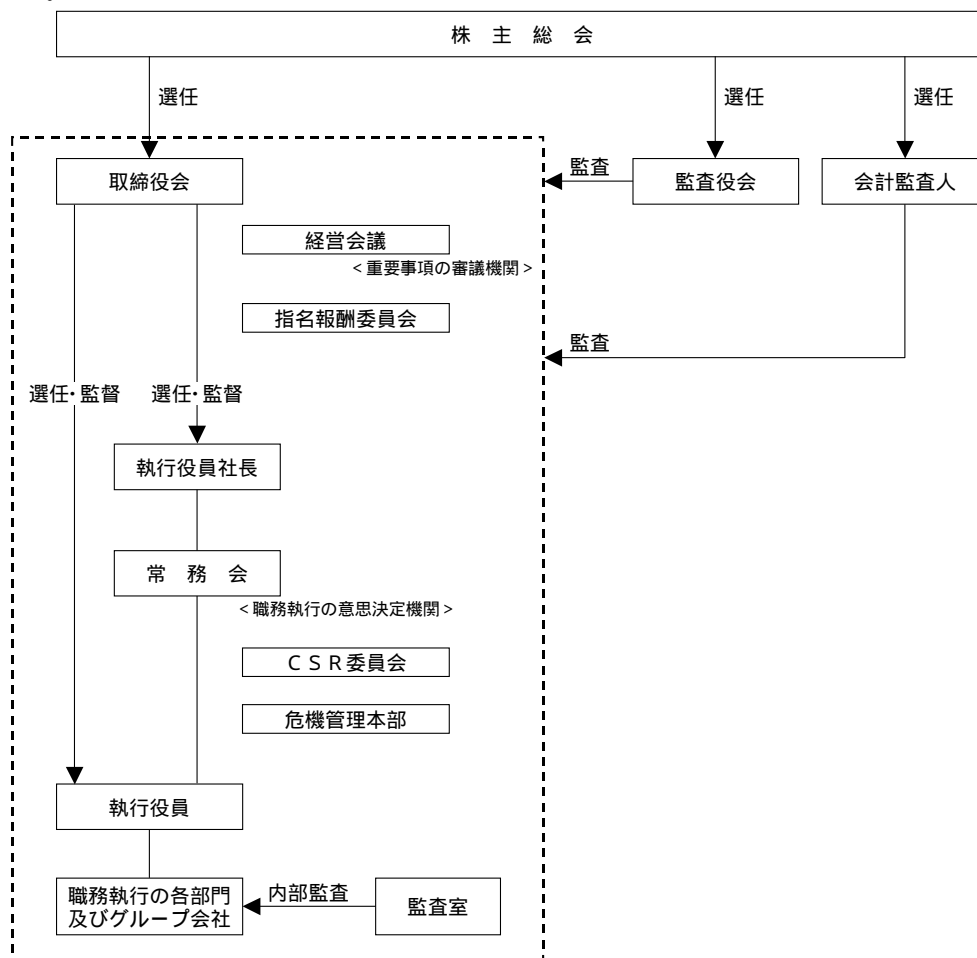 株 主 総 会
選任
選任
選任
取締役会
監査
監査役会
会計監査人
経営会議
<重要事項の審議機関>
指名報酬委員会
監査
選任・監督
選任・監督
執行役員社長
常 務 会
<職務執行の意思決定機関>
CSR委員会
危機管理本部
執行役員
職務執行の各部門
及びグループ会社
内部監査
監査室